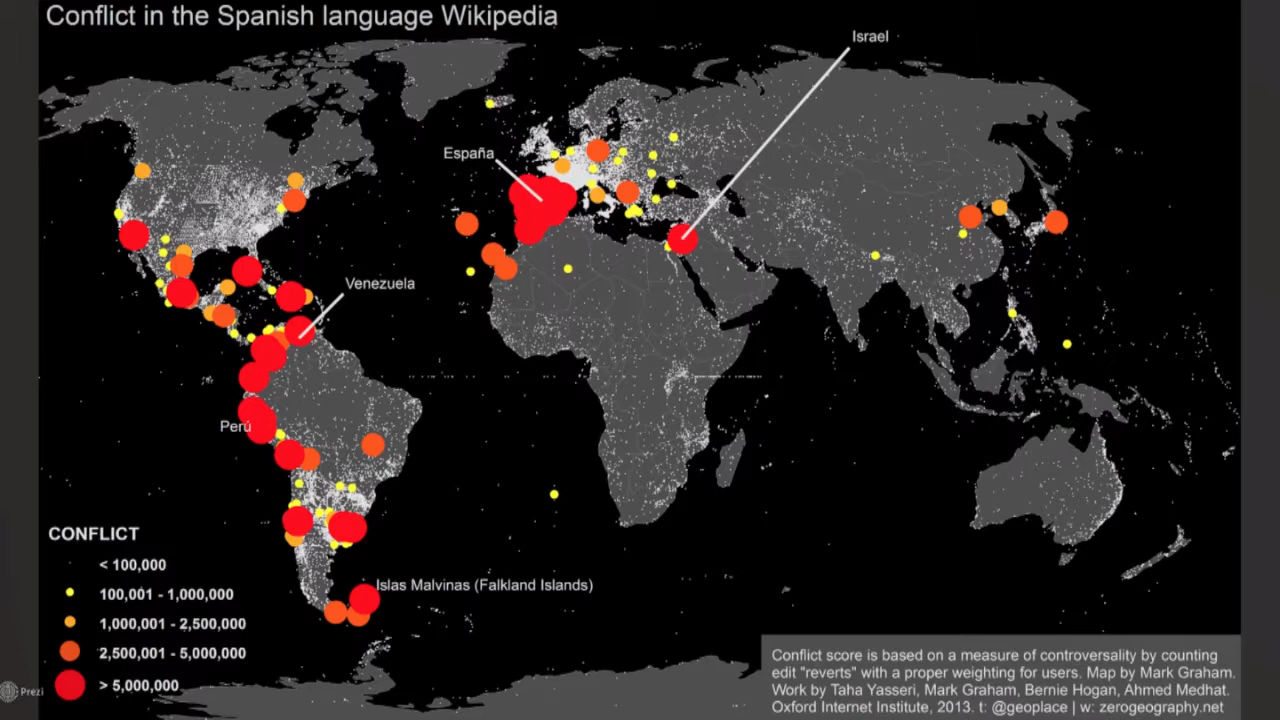 Conflict in the Spanish language Wikipedia
Israel
España
Venezuela
Perú
Islas Malvinas (Falkland Islands)
CONFLICT
< 100,000
100,001 - 1,000,000
1,000,001 - 2,500,000
2,500,001 - 5,000,000
> 5,000,000
Prezi
Conflict score is based on a measure of controversality by counting
edit "reverts" with a proper weighting for users. Map by Mark Graham.
Work by Taha Yasseri, Mark Graham, Bernie Hogan, Ahmed Medhat.
Oxford Internet Institute, 2013. t: @geoplace | w: zerogeography.net